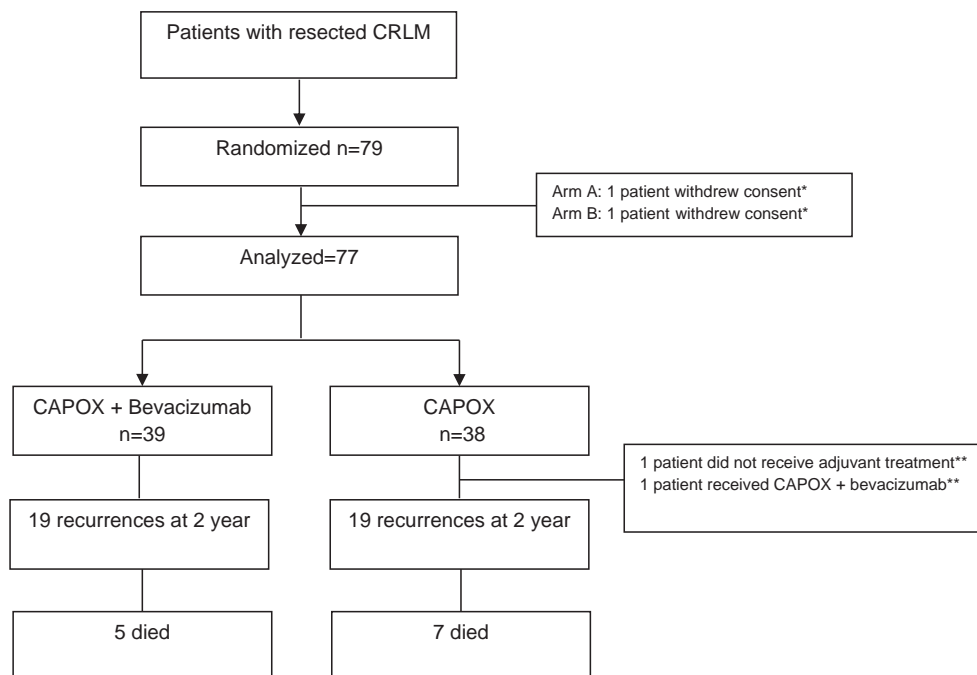 Patients with resected CRLM
Randomized n=79
Arm A: 1 patient withdrew consent*
Arm B: 1 patient withdrew consent*
Analyzed=77
CAPOX + Bevacizumab
n=39
CAPOX
n=38
1 patient did not receive adjuvant treatment**
1 patient received CAPOX + bevacizumab**
19 recurrences at 2 year
19 recurrences at 2 year
5 died
7 died